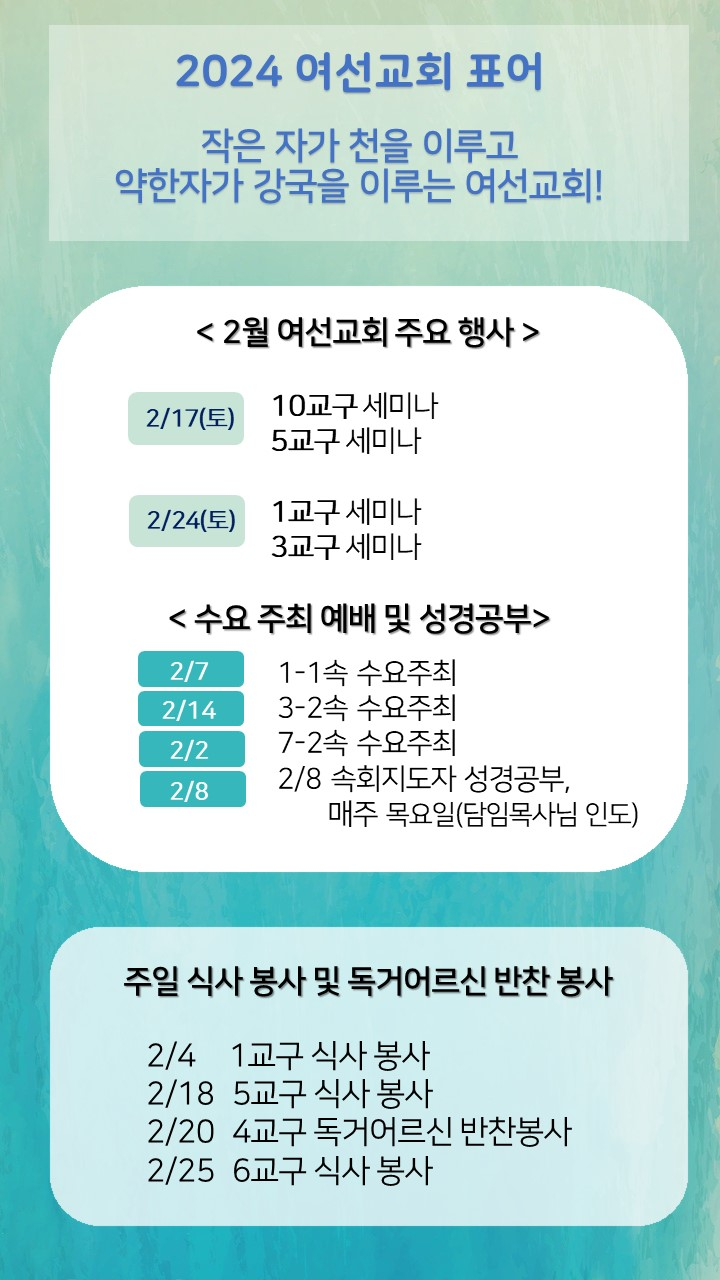 2024 여선교회 표어
작은 자가 천을 이루고
약한자가 강국을 이루는 여선교회!
< 2월 여선교회 주요 행사 >
2/17(토) 10교구 세미나
5교구 세미나
2/24(토) 1교구 세미나
3교구 세미나
< 수요 주최 예배 및 성경공부>
2/7 1-1속 수요주최
2/14 3-2속 수요주최
2/2 7-2속 수요주최
2/8 2/8 속회지도자 성경공부,
매주 목요일(담임목사님 인도)
주일 식사 봉사 및 독거어르신 반찬 봉사
2/4 1교구 식사 봉사
2/18 5교구 식사 봉사
2/20 4교구 독거어르신 반찬봉사
2/25 6교구 식사 봉사